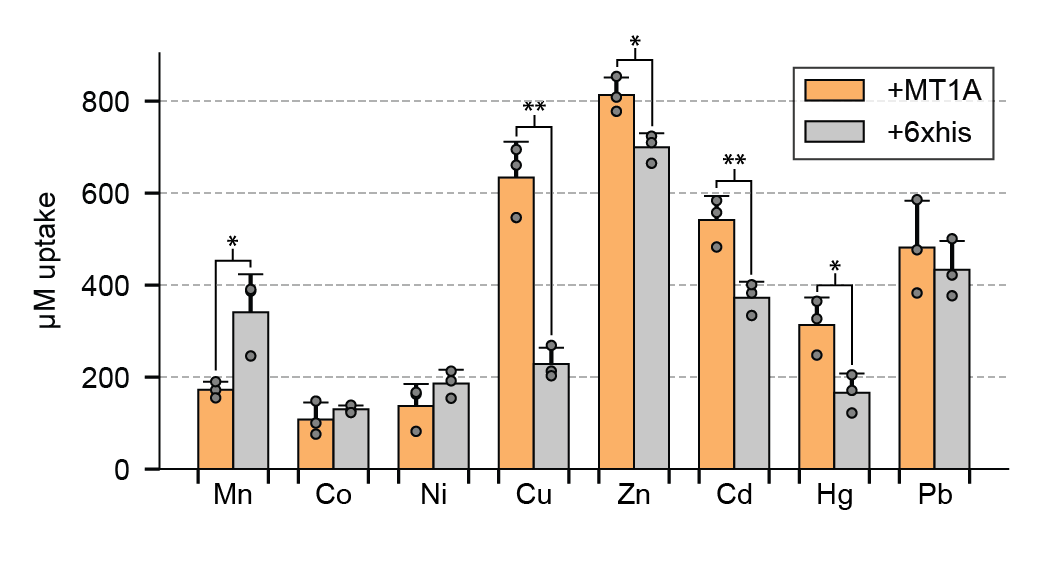 *
**
*
**
*
*
+MT1A
+6xhis
µM uptake
800
600
400
200
0
Mn Co Ni Cu Zn Cd Hg Pb